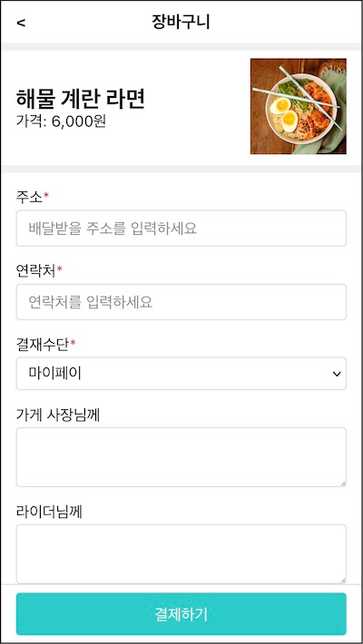 <
장바구니
해물 계란 라면
가격: 6,000원
주소*
배달받을 주소를 입력하세요
연락처*
연락처를 입력하세요
결재수단*
마이페이
가게 사장님께
라이더님께
결제하기